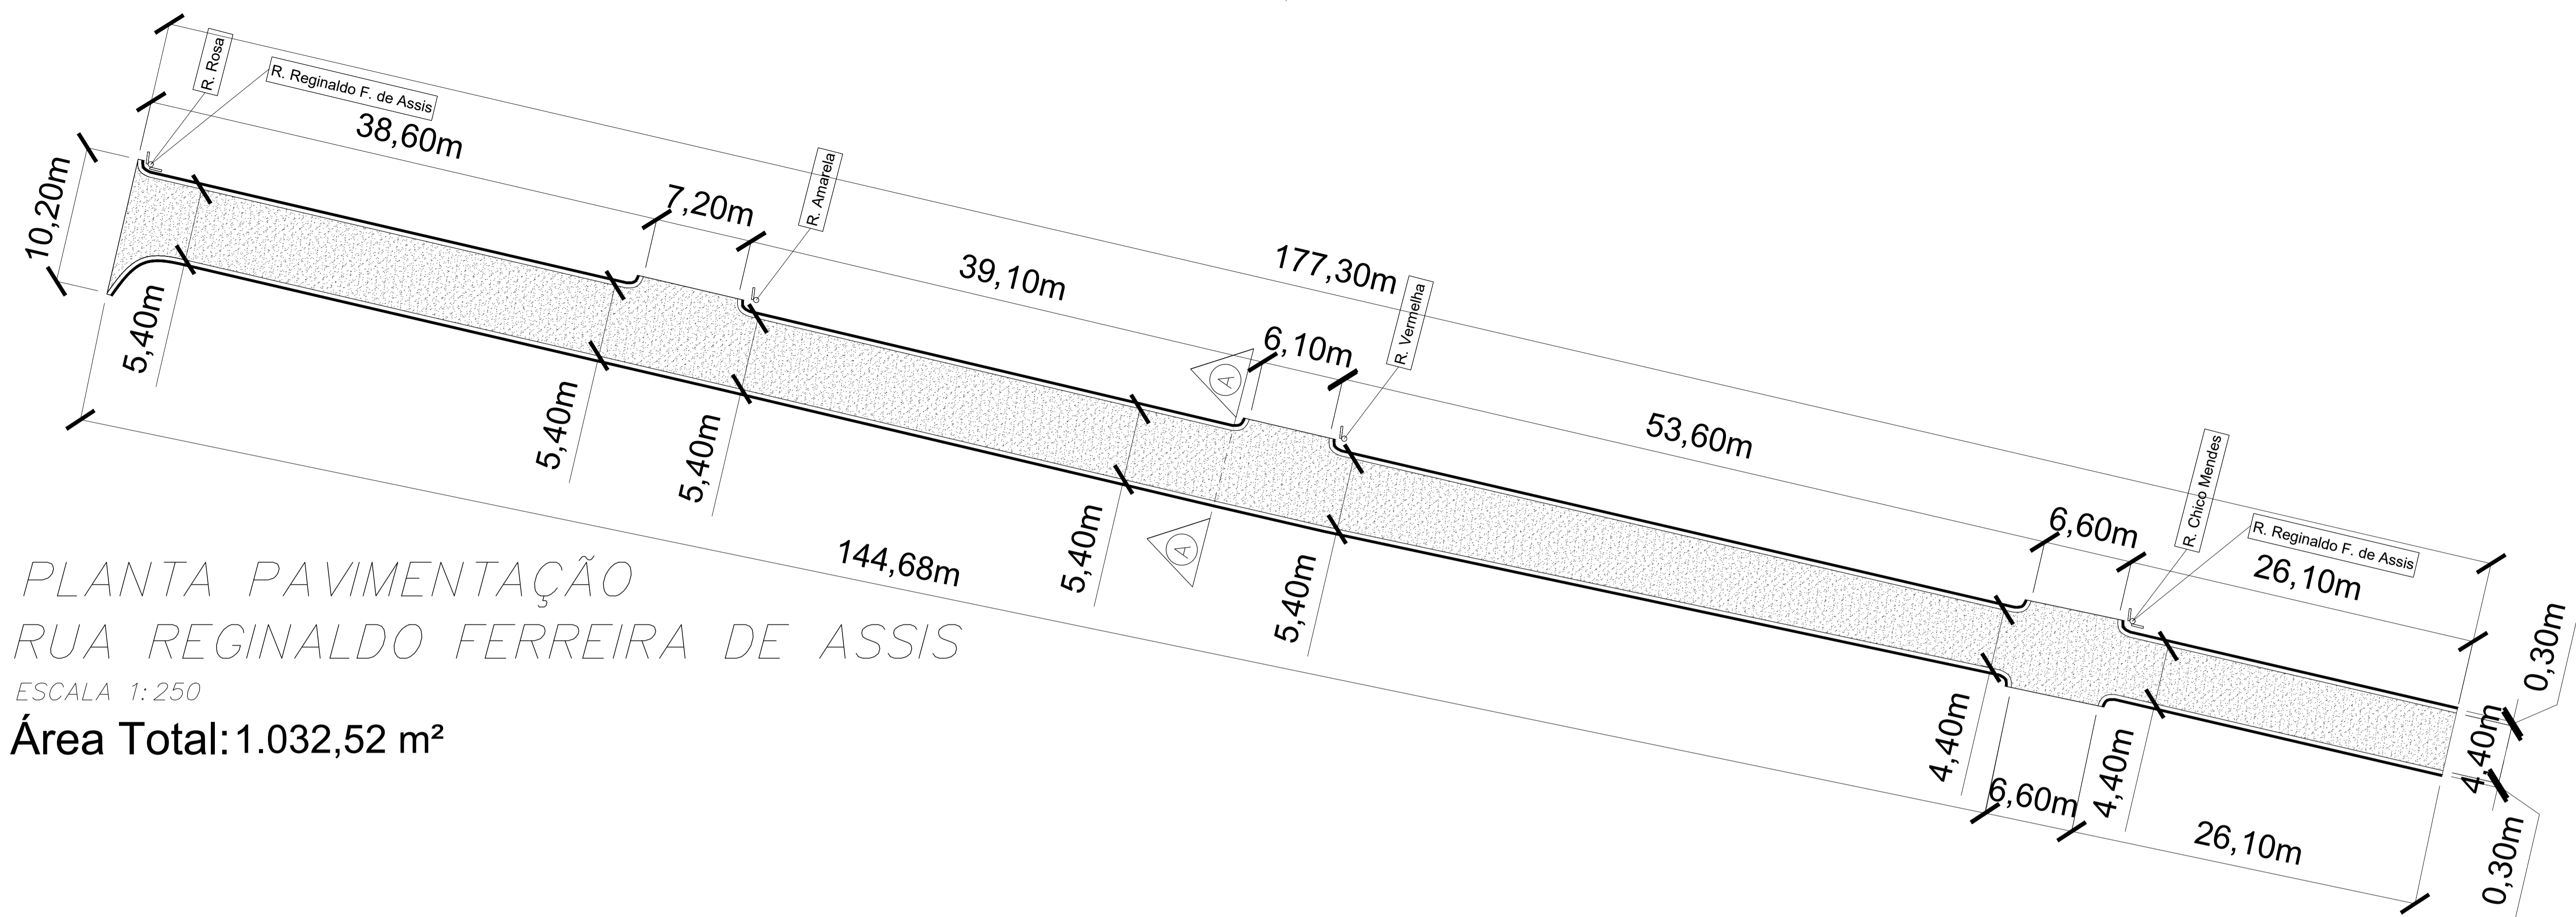 R. Rosa
R. Reginaldo F. de Assis
38,60m
10,20m
7,20m
R. Amarela
39,10m
177,30m
6,10m
R. Vermelha
53,60m
6,60m
R. Chico Mendes
R. Reginaldo F. de Assis
26,10m
0,30m
4,40m
0,30m
5,40m
5,40m
5,40m
A
A
5,40m
5,40m
4,40m
4,40m
144,68m
6,60m
26,10m
PLANTA PAVIMENTAÇÃO
RUA REGINALDO FERREIRA DE ASSIS
ESCALA 1:250
Área Total: 1.032,52 m²